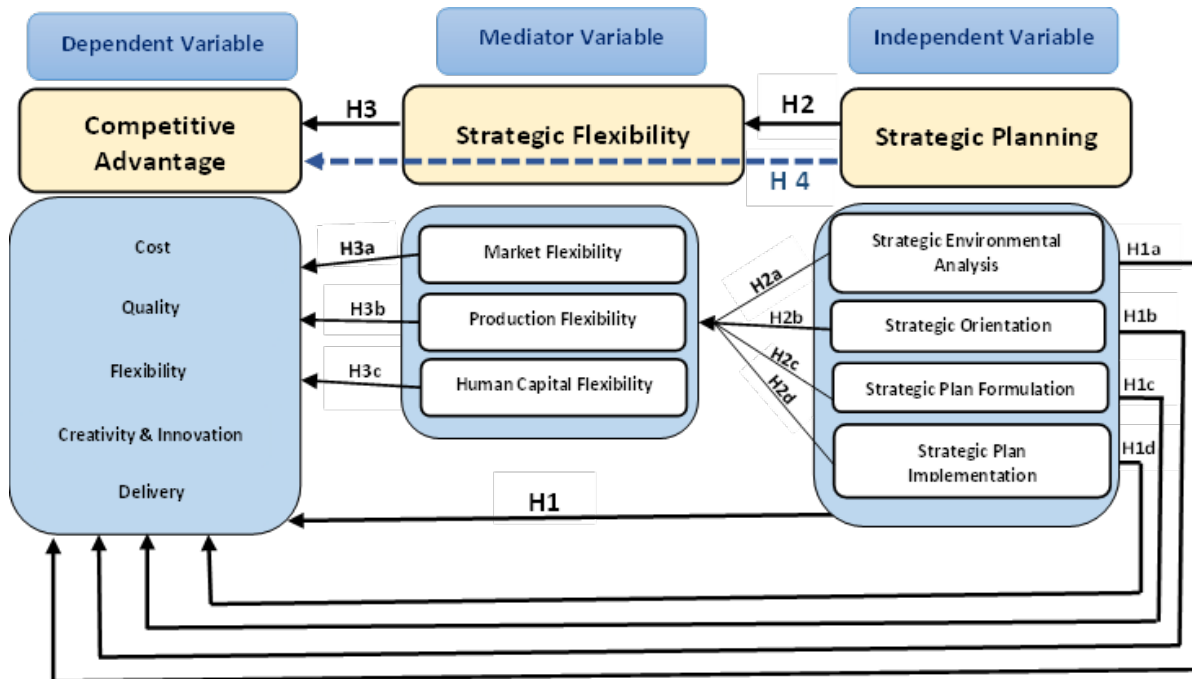 Dependent Variable
Mediator Variable
Independent Variable
Competitive
Advantage
H3
Strategic Flexibility
H2
Strategic Planning
H 4
Cost
Quality
Flexibility
Creativity & Innovation
Delivery
H3a
H3b
H3c
Market Flexibility
Production Flexibility
Human Capital Flexibility
H2a
H2b
H2c
H2d
Strategic Environmental
Analysis
Strategic Orientation
Strategic Plan Formulation
Strategic Plan
Implementation
H1a
H1b
H1c
H1d
H1